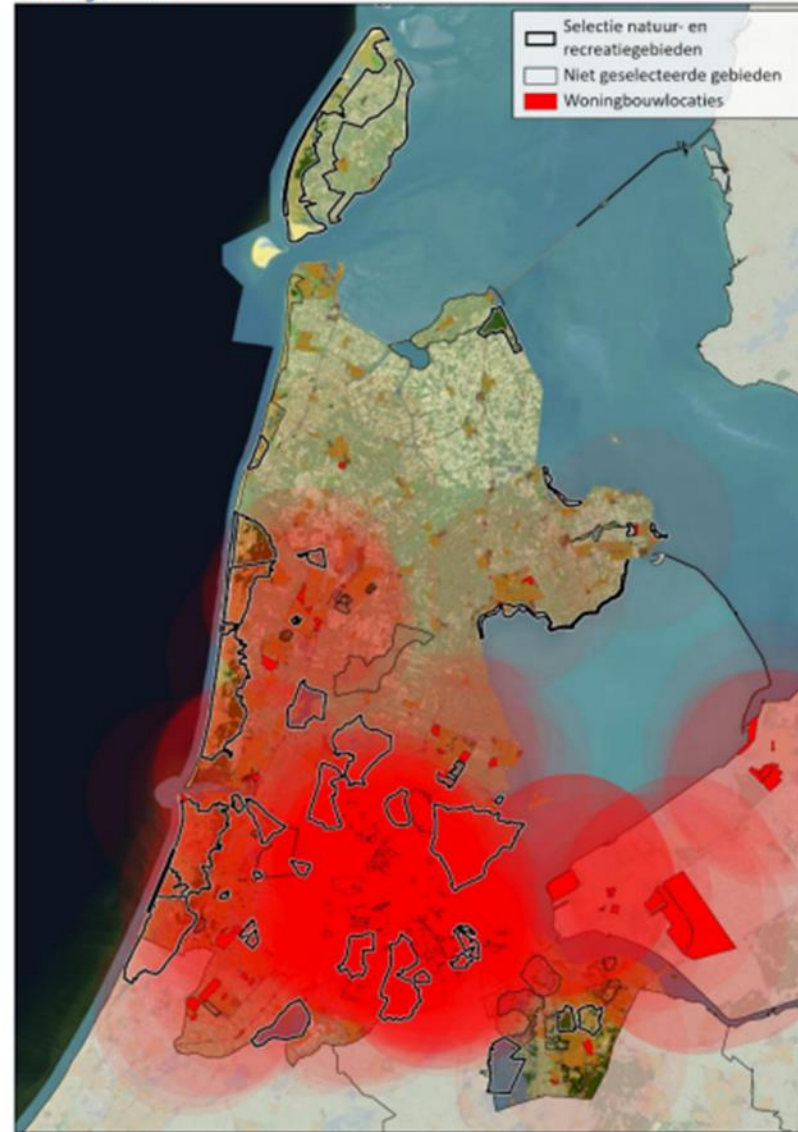 Selectie natuur- en
recreatiegebieden
Niet geselecteerde gebieden
Woningbouwlocaties